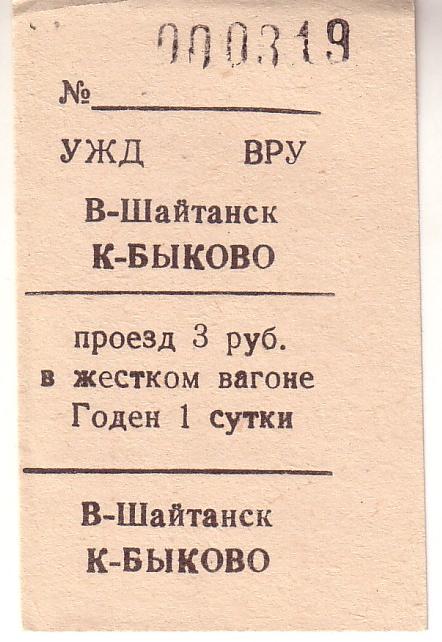 000319
№
УЖД ВРУ
В-Шайтанск
К-БЫКОВО
проезд 3 руб.
в жестком вагоне
Годен 1 сутки
В-Шайтанск
К-БЫКОВО